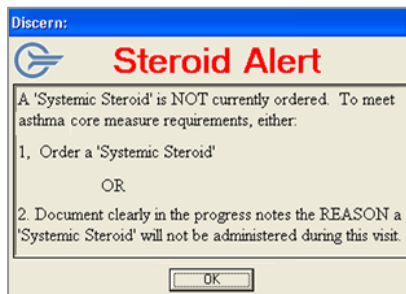 Discern:
Steroid Alert
A 'Systemic Steroid' is NOT currently ordered. To meet
asthma core measure requirements, either:
1, Order a 'Systemic Steroid'
OR
2. Document clearly in the progress notes the REASON a
'Systemic Steroid' will not be administered during this visit.
OK